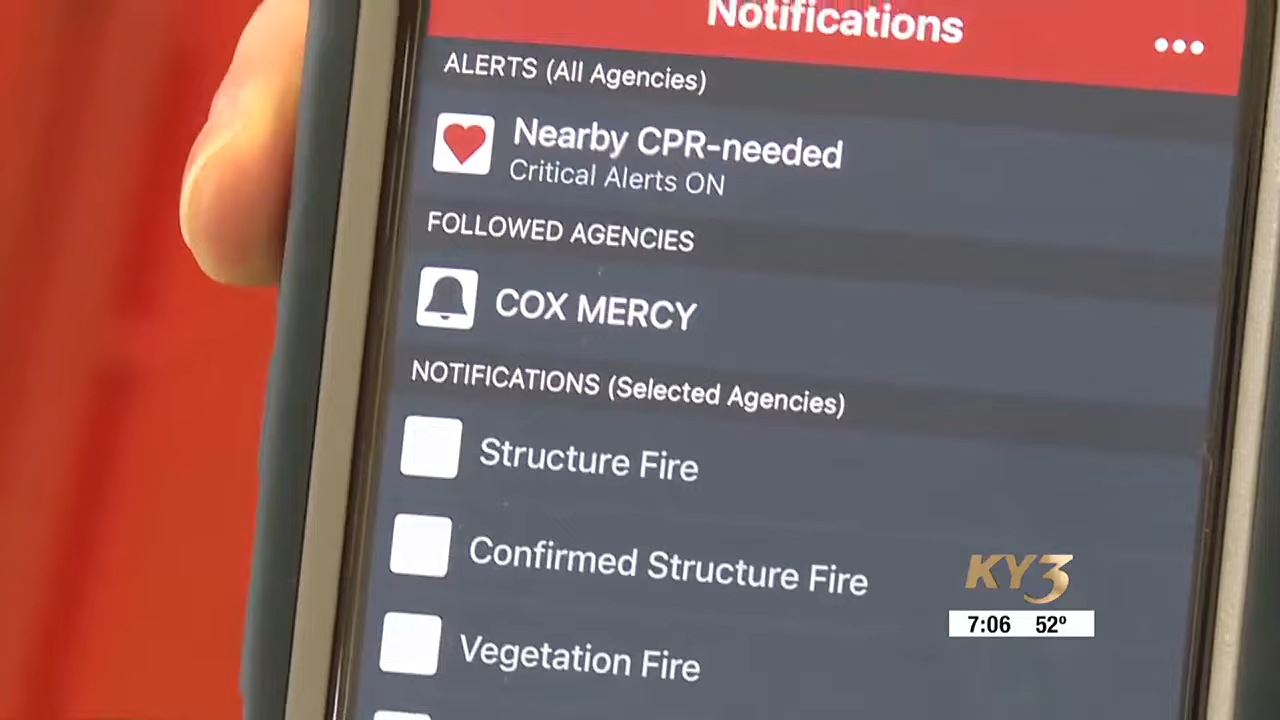 Notifications
ALERTS (All Agencies)
Nearby CPR-needed
Critical Alerts ON
FOLLOWED AGENCIES
COX MERCY
NOTIFICATIONS (Selected Agencies)
Structure Fire
Confirmed Structure Fire
Vegetation Fire
KY3
7:06 52º